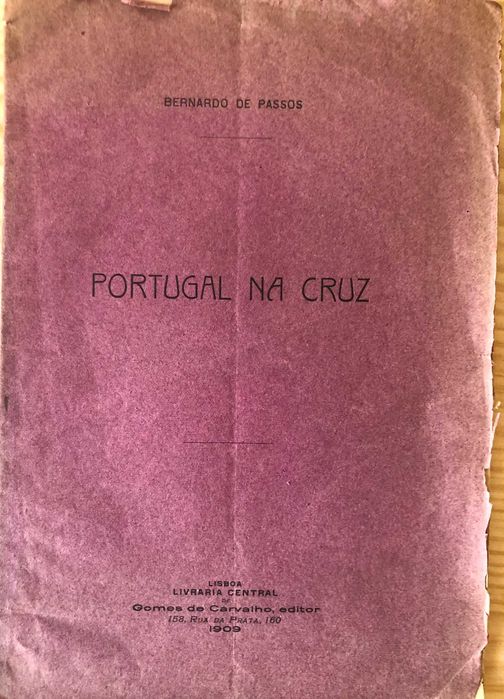 BERNARDO DE PASSOS
PORTUGAL NA CRUZ
LISBOA
LIVRARIA CENTRAL
DE
Gomes de Carvalho, editor
158, RUA DA PRATA, 160
1909